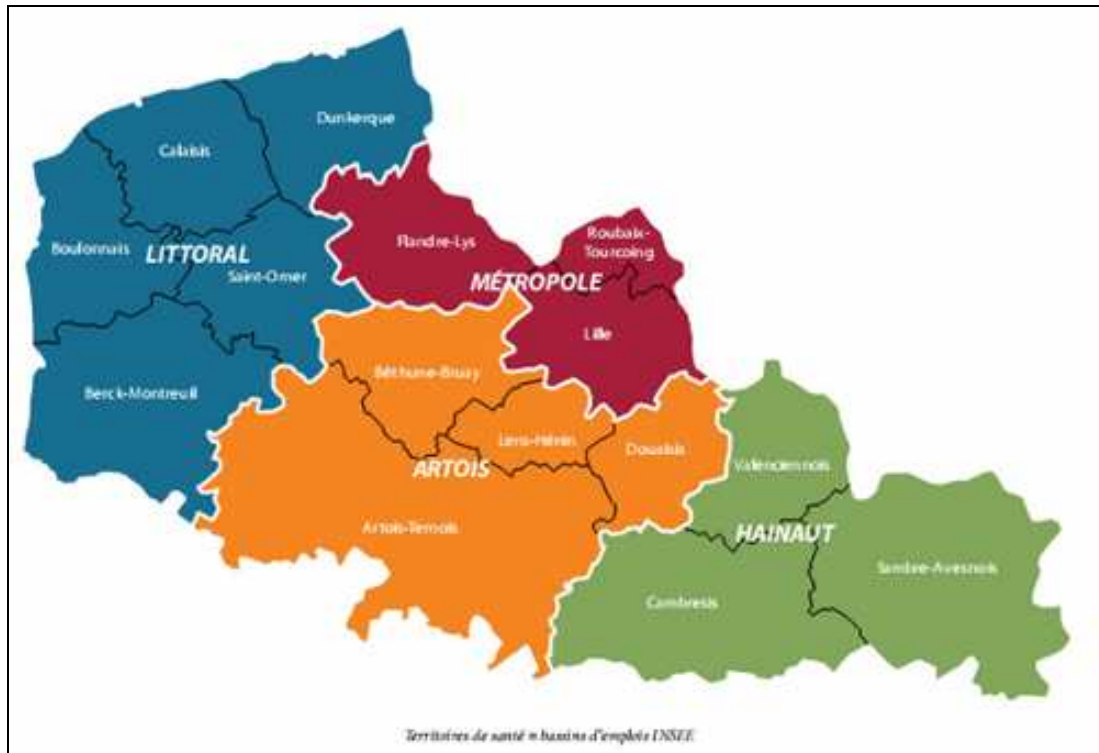 Dunkerque
Calaisis
Boulonnais
LITTORAL
Saint-Omer
Berck-Montreuil
Flandre-Lys
Roubaix-
Tourcoing
MÉTROPOLE
Lille
Béthune-Bruay
Lens-Hénin
Douaisis
ARTOIS
Artois-Ternois
Valenciennois
HAINAUT
Cambresis
Sambre-Avesnois
Territoires de santé = bassins d'emplois INSEE